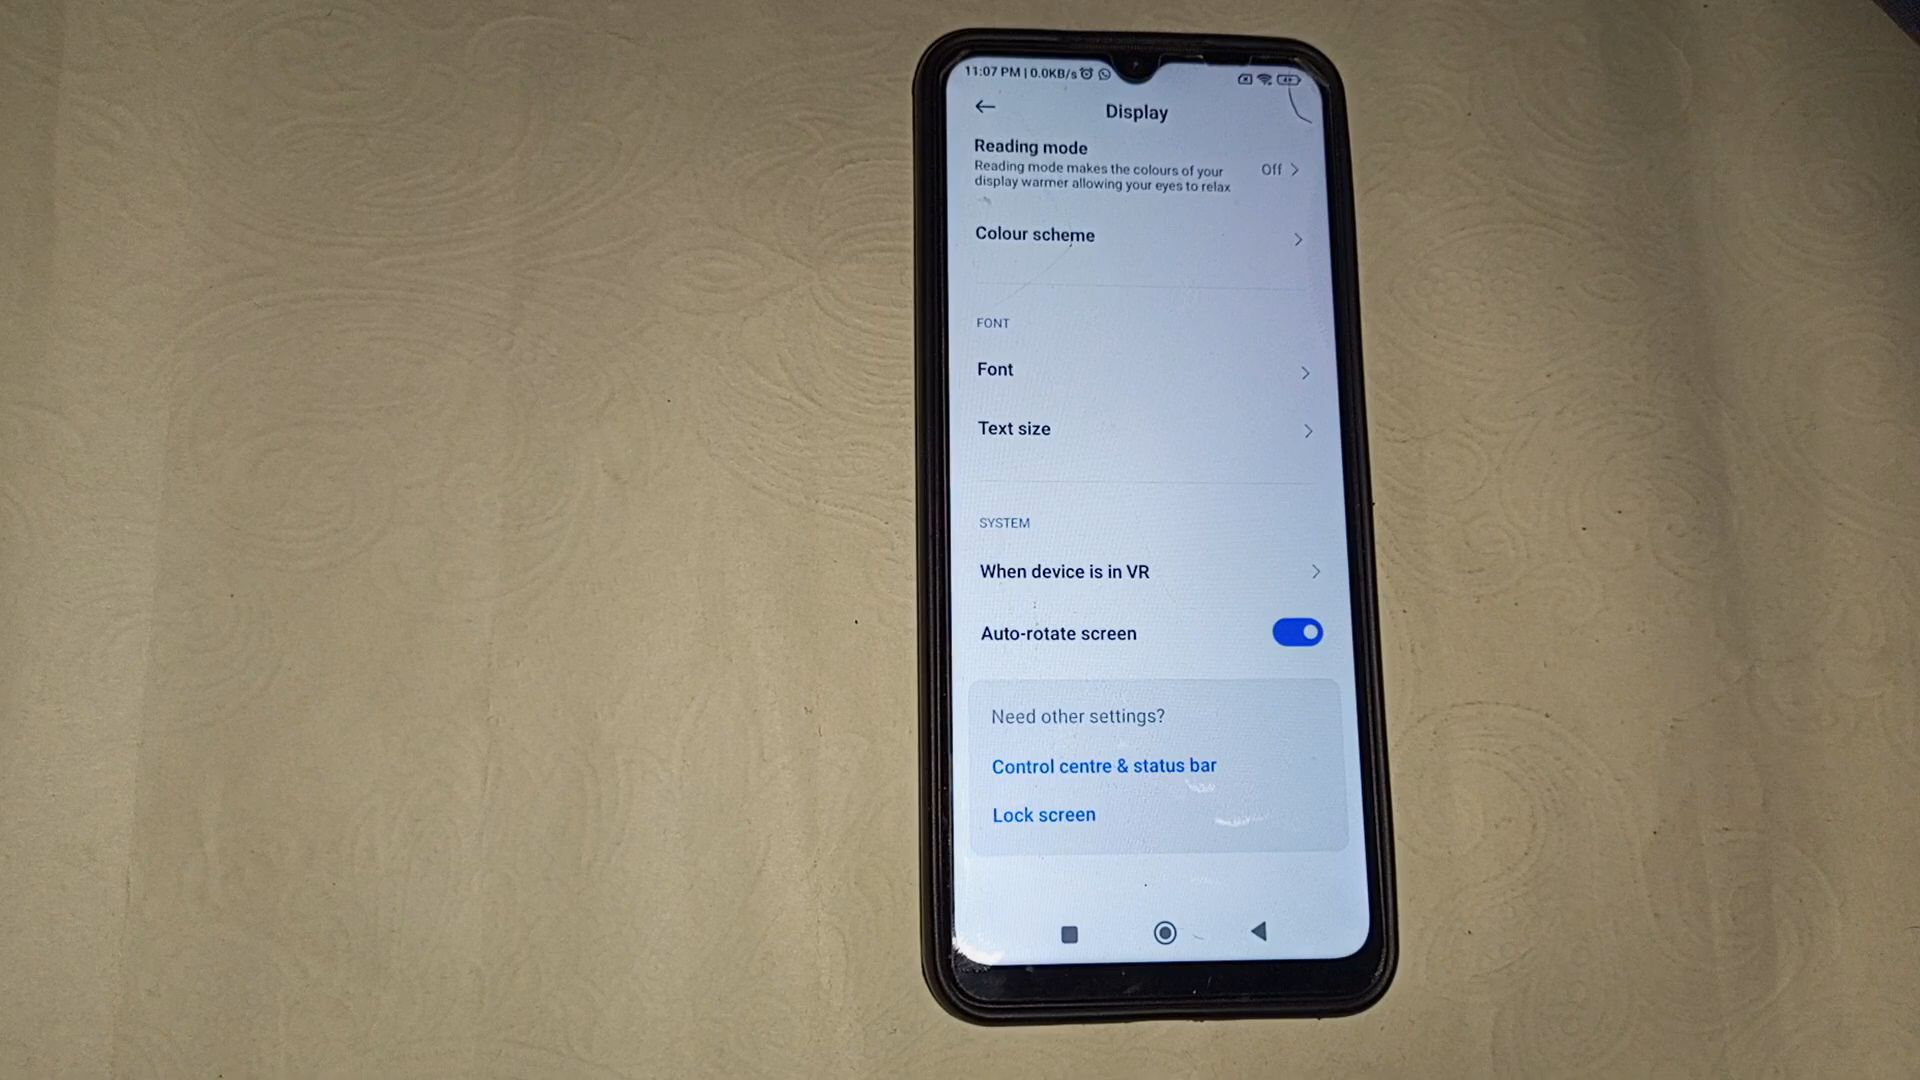 11:07 PM | 0.0KB/s
Display
Reading mode
Reading mode makes the colours of your
display warmer allowing your eyes to relax
Off
Colour scheme
FONT
Font
Text size
SYSTEM
When device is in VR
Auto-rotate screen
Need other settings?
Control centre & status bar
Lock screen